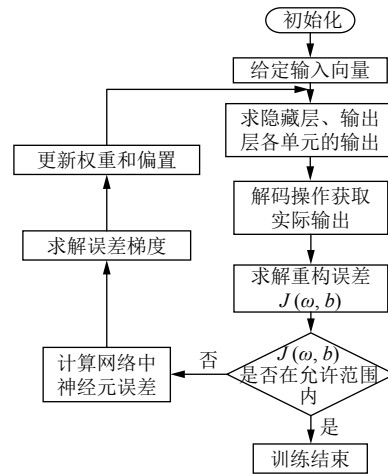 初始化
给定输入向量
求隐藏层、输出
层各单元的输出
更新权重和偏置
解码操作获取
实际输出
求解误差梯度
求解重构误差
J (ω, b)
J (ω, b)
是否在允许范围
内
否
计算网络中
神经元误差
是
训练结束